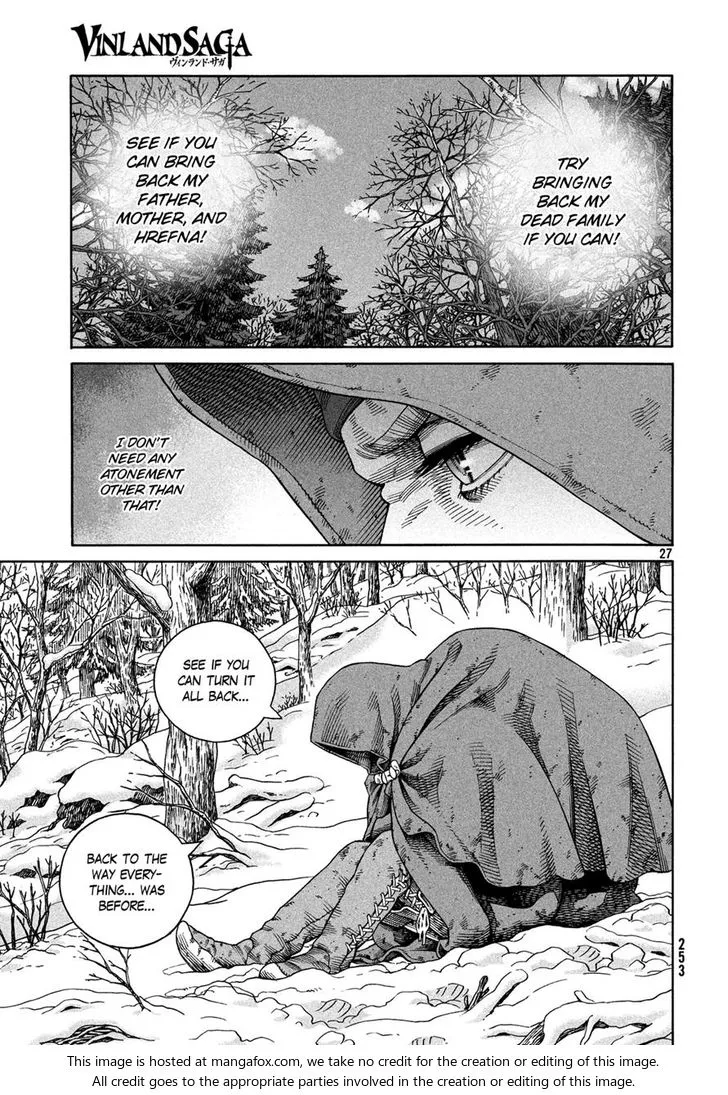 VINLAND SAGA
ヴィンランド・サガ
TRY
BRINGING
BACK MY
DEAD FAMILY
IF YOU CAN!
SEE IF YOU
CAN BRING
BACK MY
FATHER,
MOTHER, AND
HREFNA!
I DON'T
NEED ANY
ATONEMENT
OTHER THAN
THAT!
27
SEE IF YOU
CAN TURN IT
ALL BACK...
BACK TO THE
WAY EVERY-
THING... WAS
BEFORE...
253
This image is hosted at mangafox.com, we take no credit for the creation or editing of this image.
All credit goes to the appropriate parties involved in the creation or editing of this image.